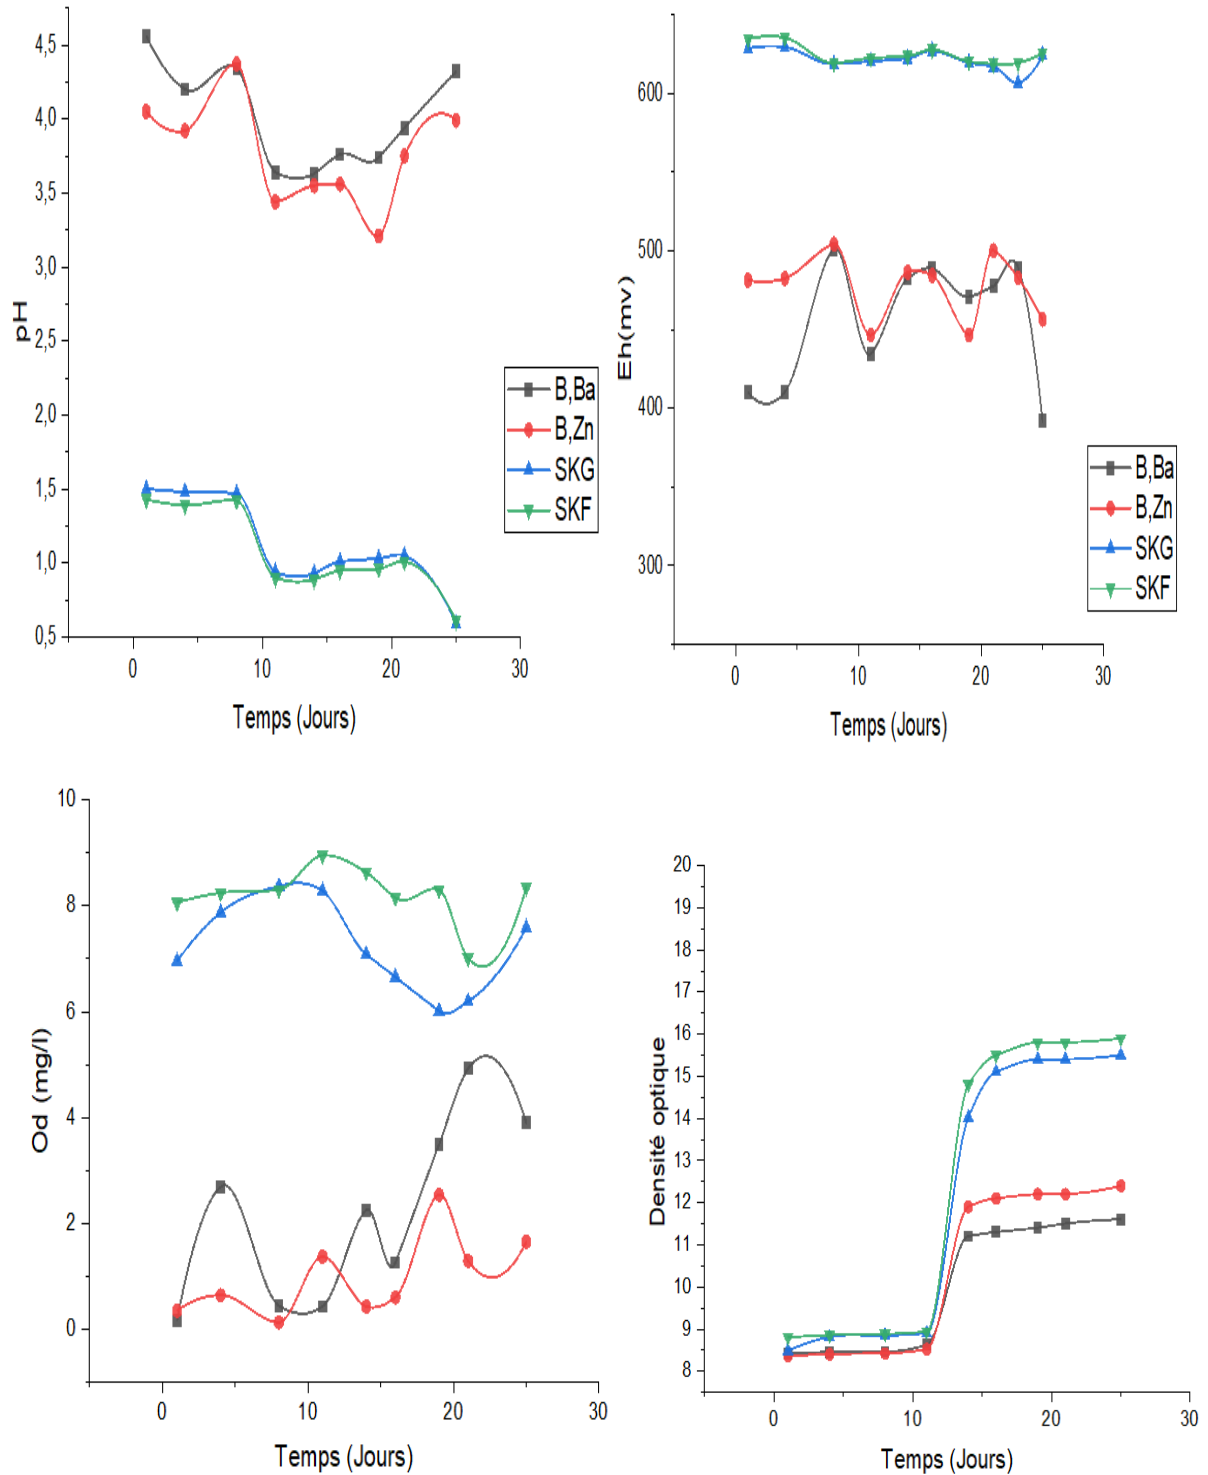 4,5
4,0
3,5
3,0
2,5
2,0
1,5
1,0
0,5
pH
0 10 20 30
Temps (Jours)
B,Ba
B,Zn
SKG
SKF
600
500
400
300
Eh(mv)
0 10 20 30
Temps (Jours)
B,Ba
B,Zn
SKG
SKF
10
8
6
4
2
0
Od (mg/l)
0 10 20 30
Temps (Jours)
20
19
18
17
16
15
14
13
12
11
10
9
8
Densité optique
0 10 20 30
Temps (Jours)